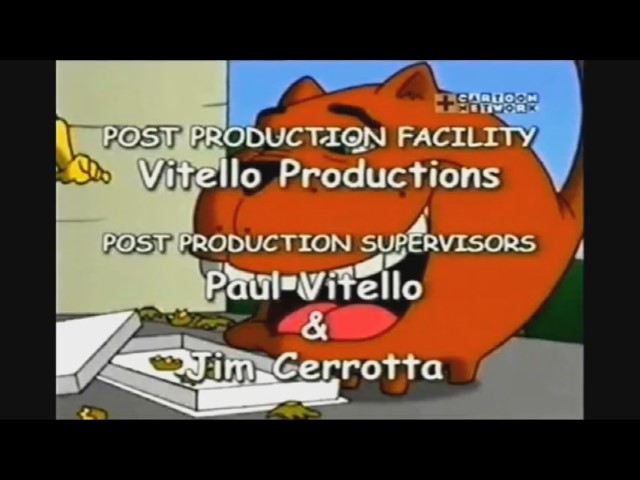 CARTOON
NETWORK
POST PRODUCTION FACILITY
Vitello Productions
POST PRODUCTION SUPERVISORS
Paul Vitello
&
Jim Cerrotta